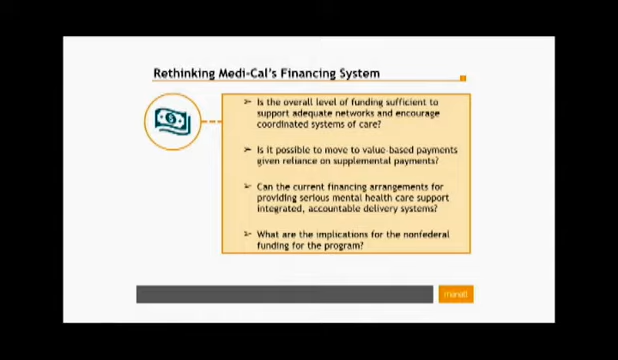 Rethinking Medi-Cal's Financing System
➢ Is the overall level of funding sufficient to
support adequate networks and encourage
coordinated systems of care?
➢ Is it possible to move to value-based payments
given reliance on supplemental payments?
➢ Can the current financing arrangements for
providing serious mental health care support
integrated, accountable delivery systems?
➢ What are the implications for the nonfederal
funding for the program?
manatt